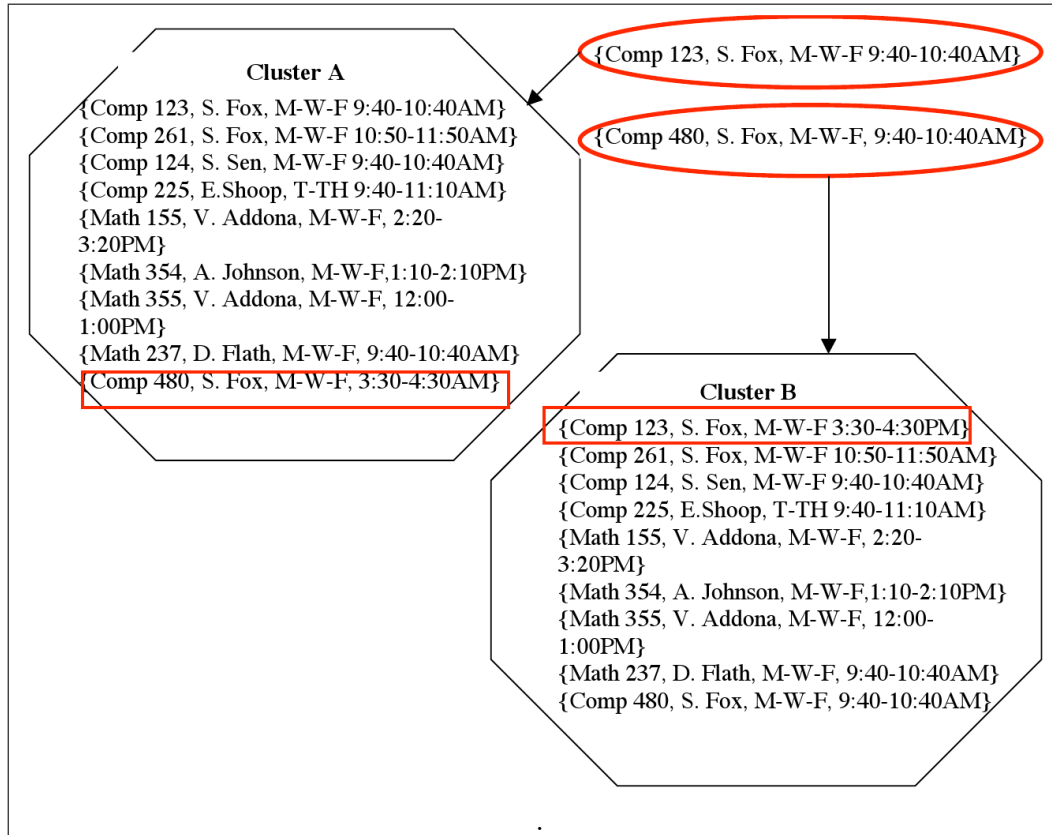 Cluster A
{Comp 123, S. Fox, M-W-F 9:40-10:40AM}
{Comp 261, S. Fox, M-W-F 10:50-11:50AM}
{Comp 124, S. Sen, M-W-F 9:40-10:40AM}
{Comp 225, E.Shoop, T-TH 9:40-11:10AM}
{Math 155, V. Addona, M-W-F, 2:20-
3:20PM}
{Math 354, A. Johnson, M-W-F,1:10-2:10PM}
{Math 355, V. Addona, M-W-F, 12:00-
1:00PM}
{Math 237, D. Flath, M-W-F, 9:40-10:40AM}
{Comp 480, S. Fox, M-W-F, 3:30-4:30AM}
{Comp 123, S. Fox, M-W-F 9:40-10:40AM}
{Comp 480, S. Fox, M-W-F, 9:40-10:40AM}
Cluster B
{Comp 123, S. Fox, M-W-F 3:30-4:30PM}
{Comp 261, S. Fox, M-W-F 10:50-11:50AM}
{Comp 124, S. Sen, M-W-F 9:40-10:40AM}
{Comp 225, E.Shoop, T-TH 9:40-11:10AM}
{Math 155, V. Addona, M-W-F, 2:20-
3:20PM}
{Math 354, A. Johnson, M-W-F,1:10-2:10PM}
{Math 355, V. Addona, M-W-F, 12:00-
1:00PM}
{Math 237, D. Flath, M-W-F, 9:40-10:40AM}
{Comp 480, S. Fox, M-W-F, 9:40-10:40AM}
.